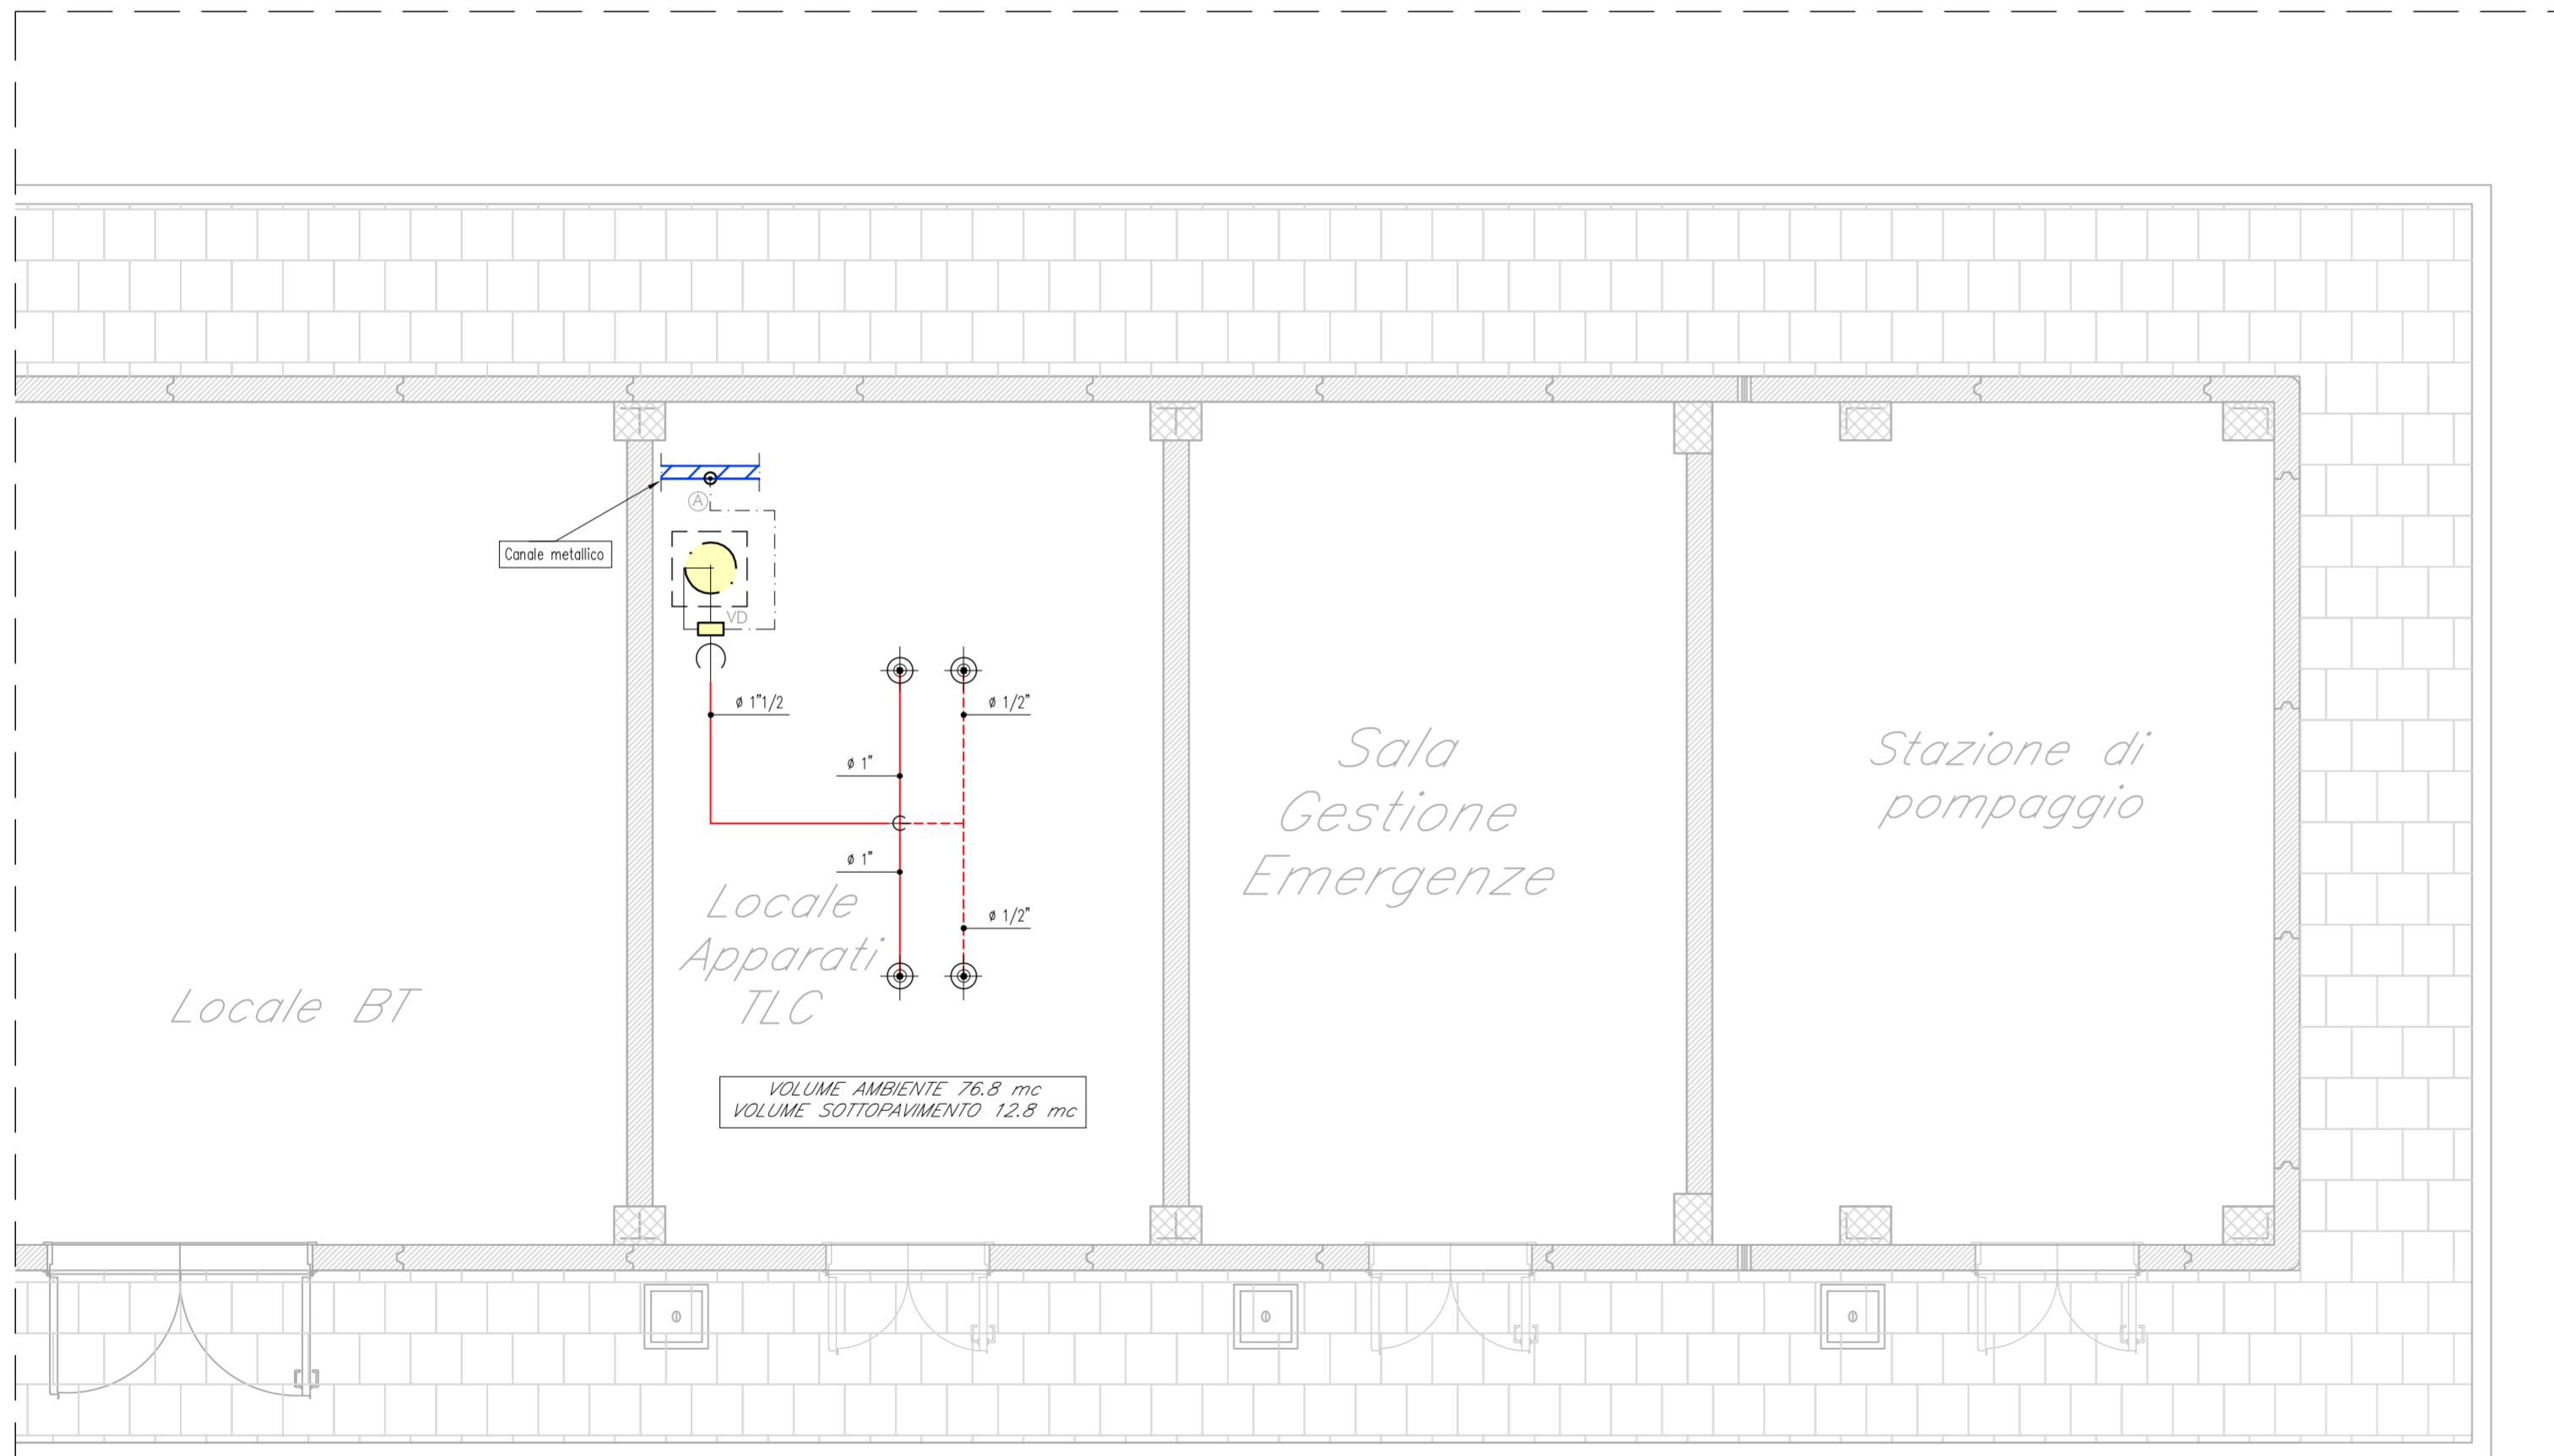 A
Canale metallico
VD
ø 1"1/2
ø 1/2"
ø 1"
ø 1"
ø 1/2"
Locale BT
Locale
Apparati
TLC
VOLUME AMBIENTE 76.8 mc
VOLUME SOTTOPAVIMENTO 12.8 mc
Sala
Gestione
Emergenze
Stazione di
pompaggio